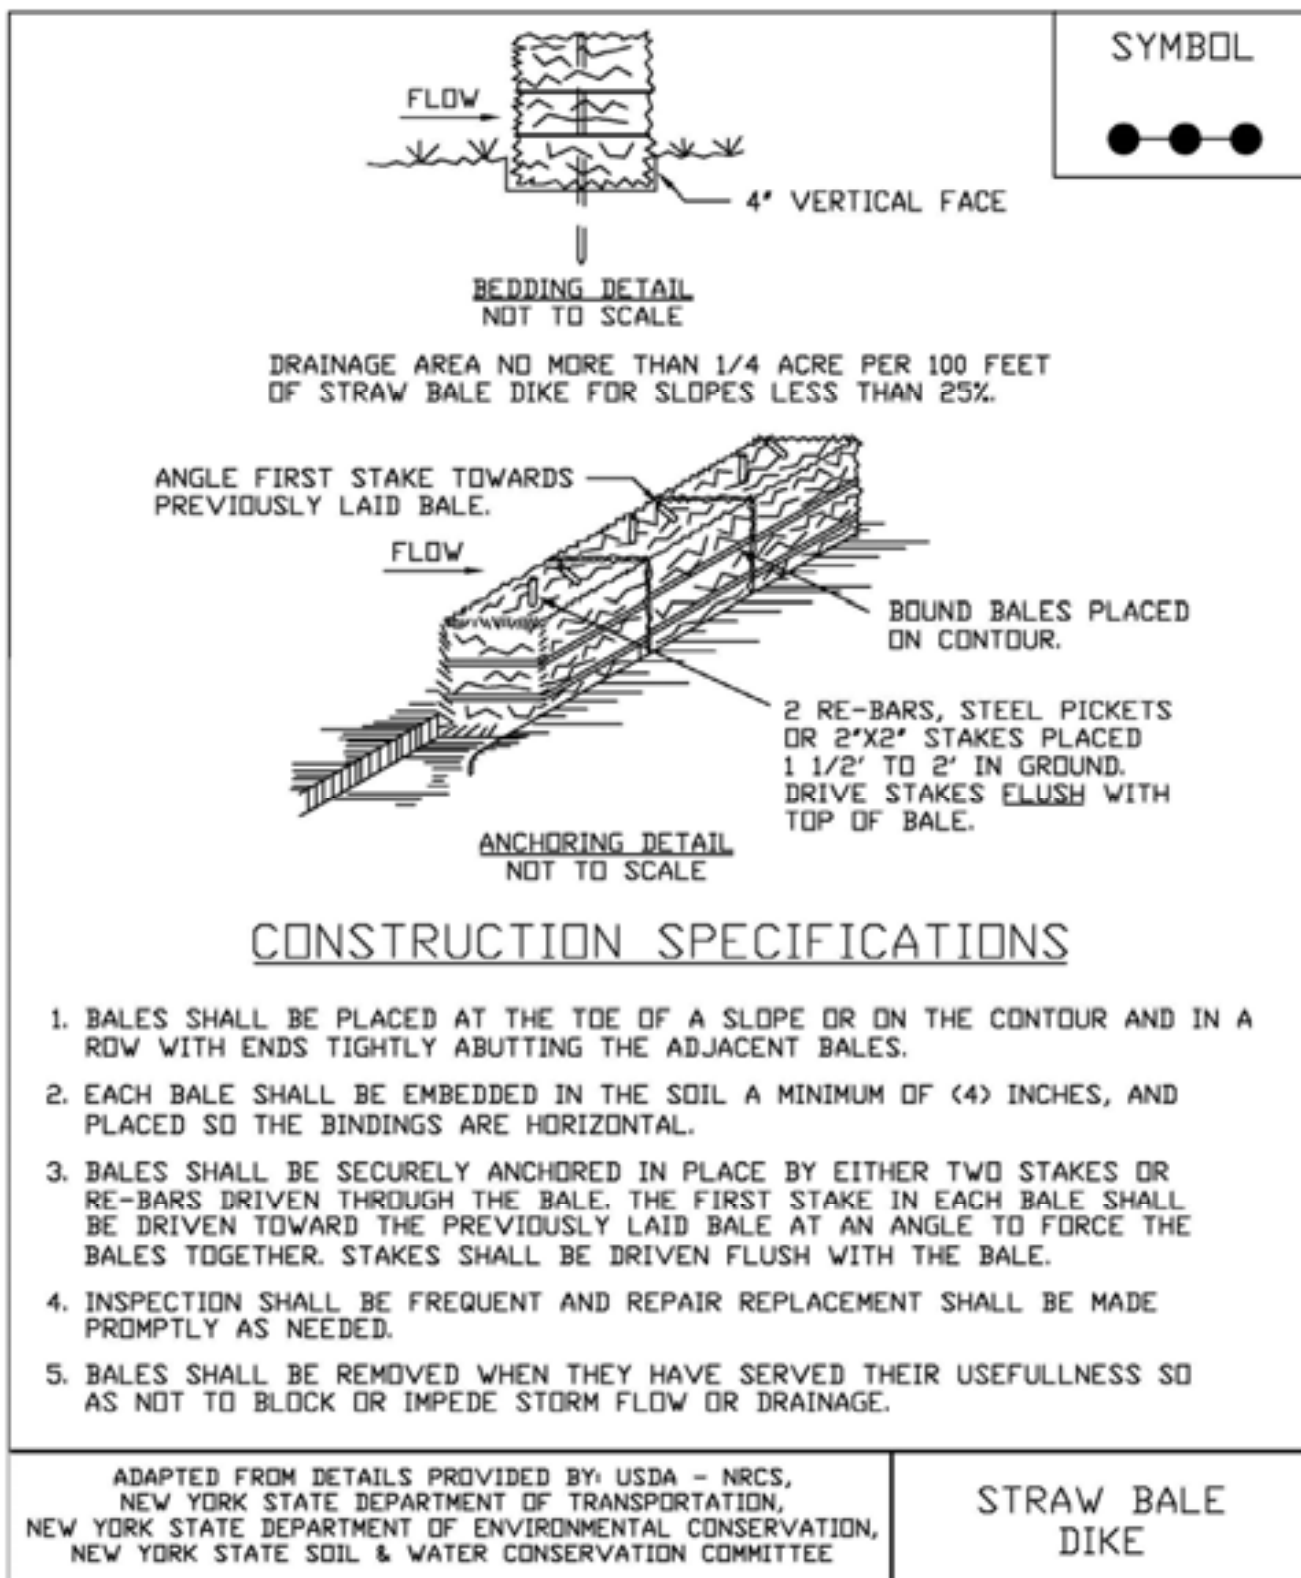 SYMBOL
FLOW
4" VERTICAL FACE
BEDDING DETAIL
NOT TO SCALE
DRAINAGE AREA NO MORE THAN 1/4 ACRE PER 100 FEET
OF STRAW BALE DIKE FOR SLOPES LESS THAN 25%.
ANGLE FIRST STAKE TOWARDS
PREVIOUSLY LAID BALE.
FLOW
BOUND BALES PLACED
ON CONTOUR.
2 RE-BARS, STEEL PICKETS
OR 2"X2" STAKES PLACED
1 1/2' TO 2' IN GROUND.
DRIVE STAKES FLUSH WITH
TOP OF BALE.
ANCHORING DETAIL
NOT TO SCALE
CONSTRUCTION SPECIFICATIONS
1. BALES SHALL BE PLACED AT THE TOE OF A SLOPE OR ON THE CONTOUR AND IN A
ROW WITH ENDS TIGHTLY ABUTTING THE ADJACENT BALES.
2. EACH BALE SHALL BE EMBEDDED IN THE SOIL A MINIMUM OF (4) INCHES, AND
PLACED SO THE BINDINGS ARE HORIZONTAL.
3. BALES SHALL BE SECURELY ANCHORED IN PLACE BY EITHER TWO STAKES OR
RE-BARS DRIVEN THROUGH THE BALE. THE FIRST STAKE IN EACH BALE SHALL
BE DRIVEN TOWARD THE PREVIOUSLY LAID BALE AT AN ANGLE TO FORCE THE
BALES TOGETHER. STAKES SHALL BE DRIVEN FLUSH WITH THE BALE.
4. INSPECTION SHALL BE FREQUENT AND REPAIR REPLACEMENT SHALL BE MADE
PROMPTLY AS NEEDED.
5. BALES SHALL BE REMOVED WHEN THEY HAVE SERVED THEIR USEFULLNESS SO
AS NOT TO BLOCK OR IMPEDE STORM FLOW OR DRAINAGE.
ADAPTED FROM DETAILS PROVIDED BY: USDA - NRCS,
NEW YORK STATE DEPARTMENT OF TRANSPORTATION,
NEW YORK STATE DEPARTMENT OF ENVIRONMENTAL CONSERVATION,
NEW YORK STATE SOIL & WATER CONSERVATION COMMITTEE
STRAW BALE
DIKE